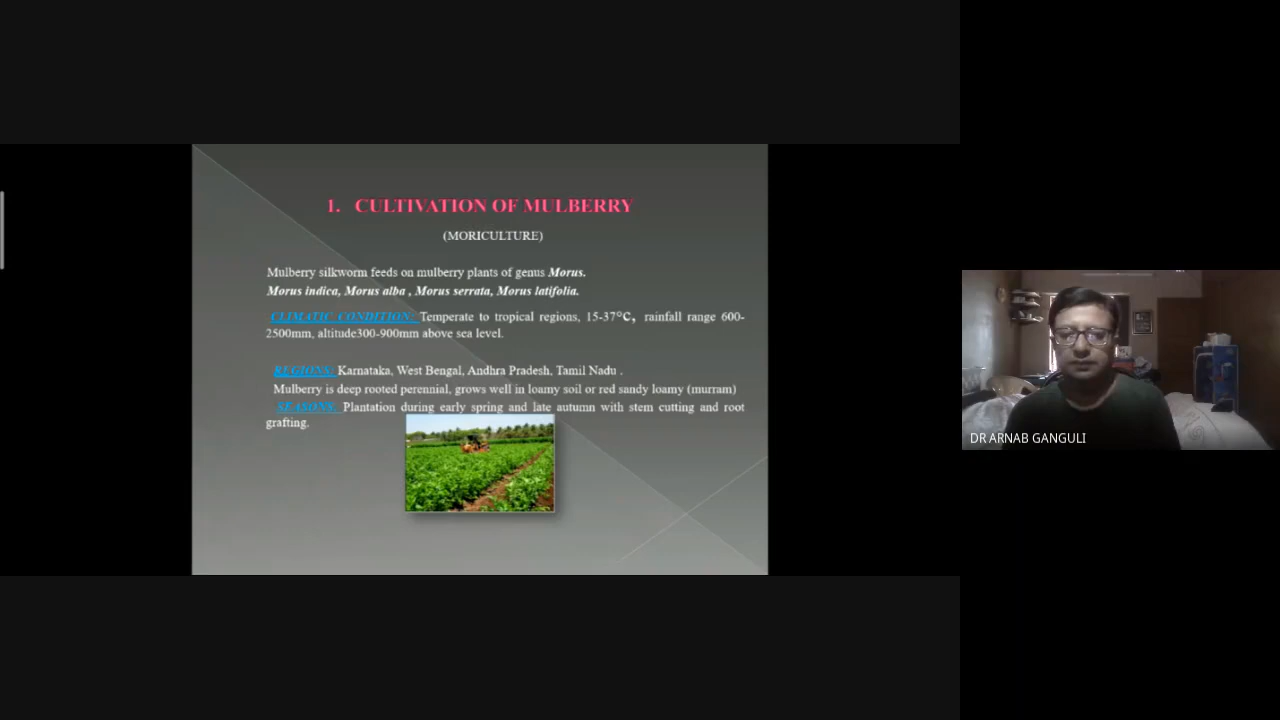 1. CULTIVATION OF MULBERRY
(MORICULTURE)
Mulberry silkworm feeds on mulberry plants of genus Morus.
Morus indica, Morus alba , Morus serrata, Morus latifolia.
CLIMATIC CONDITION: Temperate to tropical regions, 15-37°C, rainfall range 600-
2500mm, altitude300-900mm above sea level.
REGIONS: Karnataka, West Bengal, Andhra Pradesh, Tamil Nadu .
Mulberry is deep rooted perennial, grows well in loamy soil or red sandy loamy (murram)
SEASONS: Plantation during early spring and late autumn with stem cutting and root
grafting.
DR ARNAB GANGULI